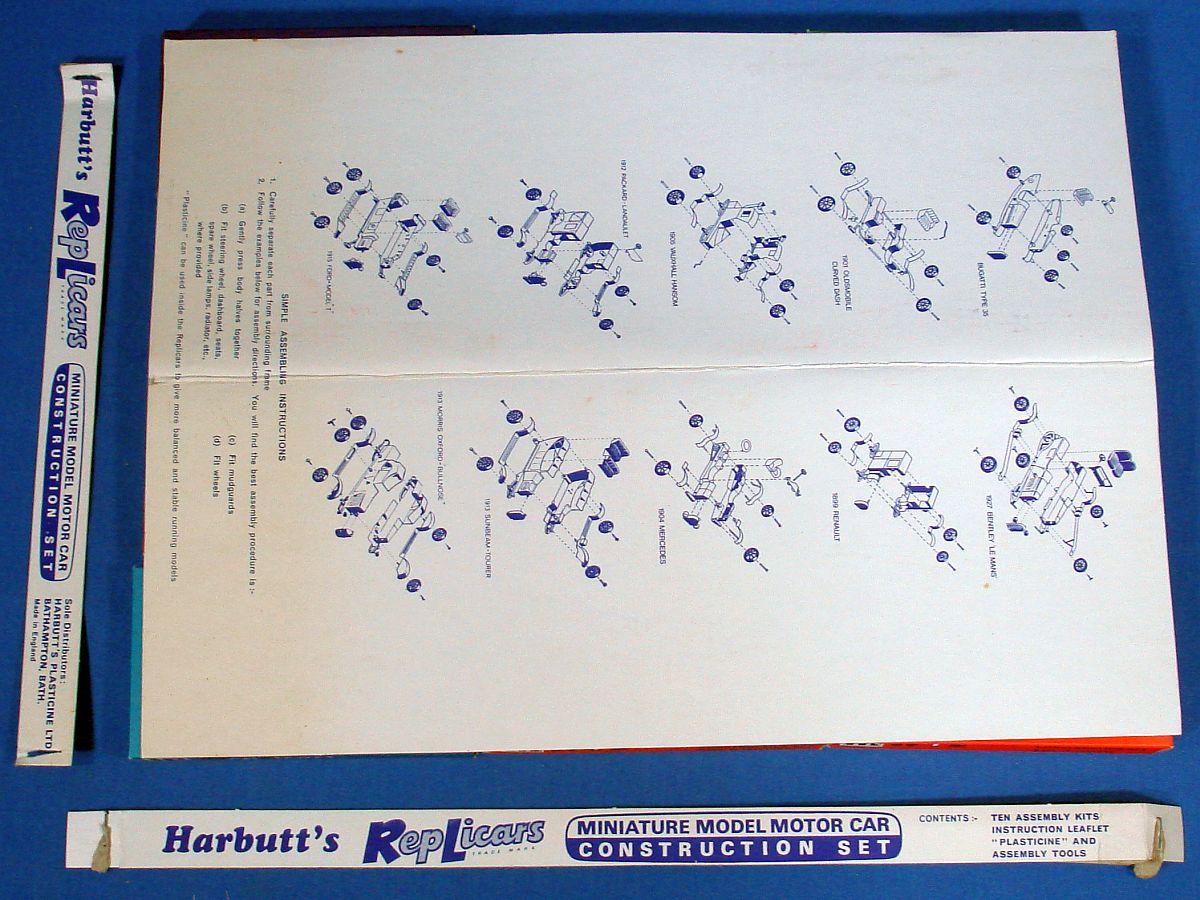 Harbutt's RepLicars
TRADE MARK
MINIATURE MODEL MOTOR CAR
CONSTRUCTION SET
Sole Distributors:
HARBUTT'S PLASTICINE LTD
BATHAMPTON, BATH.
Made in England
SIMPLE ASSEMBLING INSTRUCTIONS
1. Carefully separate each part from surrounding frame
2. Follow the examples below for assembly directions. You will find the best assembly procedure is :-
(a) Gently press body halves together
(b) Fit steering wheel, dashboard, seats,
spare wheel, side lamps, radiator, etc.,
where provided
(c) Fit mudguards
(d) Fit wheels
"Plasticine" can be used inside the Replicars to give more balanced and stable running models
BUGATTI TYPE 35
1927 BENTLEY 'LE MANS'
1901 OLDSMOBILE
CURVED DASH
1899 RENAULT
1905 VAUXHALL HANSOM
1904 MERCEDES
1912 PACKARD-LANDAULET
1913 SUNBEAM-TOURER
1915 FORD-MODEL T
1913 MORRIS OXFORD-BULLNOSE
Harbutt's RepLicars
TRADE MARK
MINIATURE MODEL MOTOR CAR
CONSTRUCTION SET
CONTENTS :- TEN ASSEMBLY KITS
INSTRUCTION LEAFLET
"PLASTICINE" AND
ASSEMBLY TOOLS